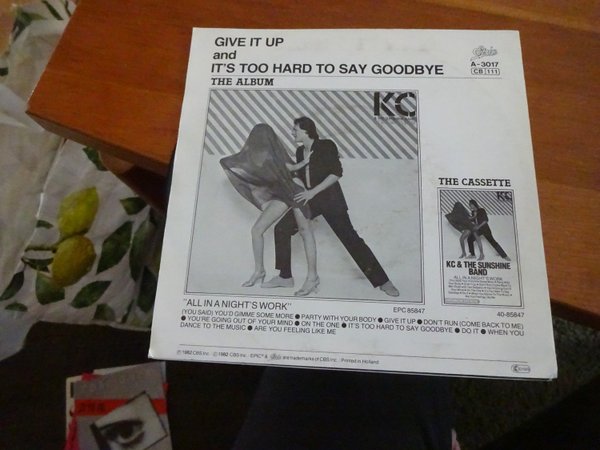 GIVE IT UP
and
IT'S TOO HARD TO SAY GOODBYE
Epic
A-3017
CB 111
THE ALBUM
KC
THE CASSETTE
KC
KC & THE SUNSHINE
BAND
ALL IN A NIGHT'S WORK
"ALL IN A NIGHT'S WORK"
EPC 85847
40-85847
(YOU SAID) YOU'D GIMME SOME MORE ● PARTY WITH YOUR BODY ● GIVE IT UP ● DON'T RUN (COME BACK TO ME)
● YOU'RE GOING OUT OF YOUR MIND ● ON THE ONE ● IT'S TOO HARD TO SAY GOODBYE ● DO IT ● WHEN YOU
DANCE TO THE MUSIC ● ARE YOU FEELING LIKE ME
℗ 1982 CBS Inc. © 1982 CBS Inc. EPIC® & Epic are trademarks of CBS Inc. Printed in Holland